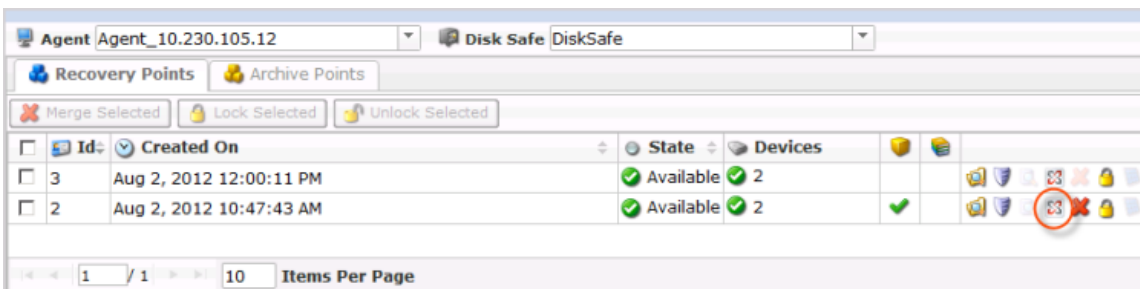 Agent Agent_10.230.105.12 Disk Safe DiskSafe
Recovery Points Archive Points
Merge Selected Lock Selected Unlock Selected
Id Created On State Devices
3 Aug 2, 2012 12:00:11 PM Available 2
2 Aug 2, 2012 10:47:43 AM Available 2
1 / 1 10 Items Per Page